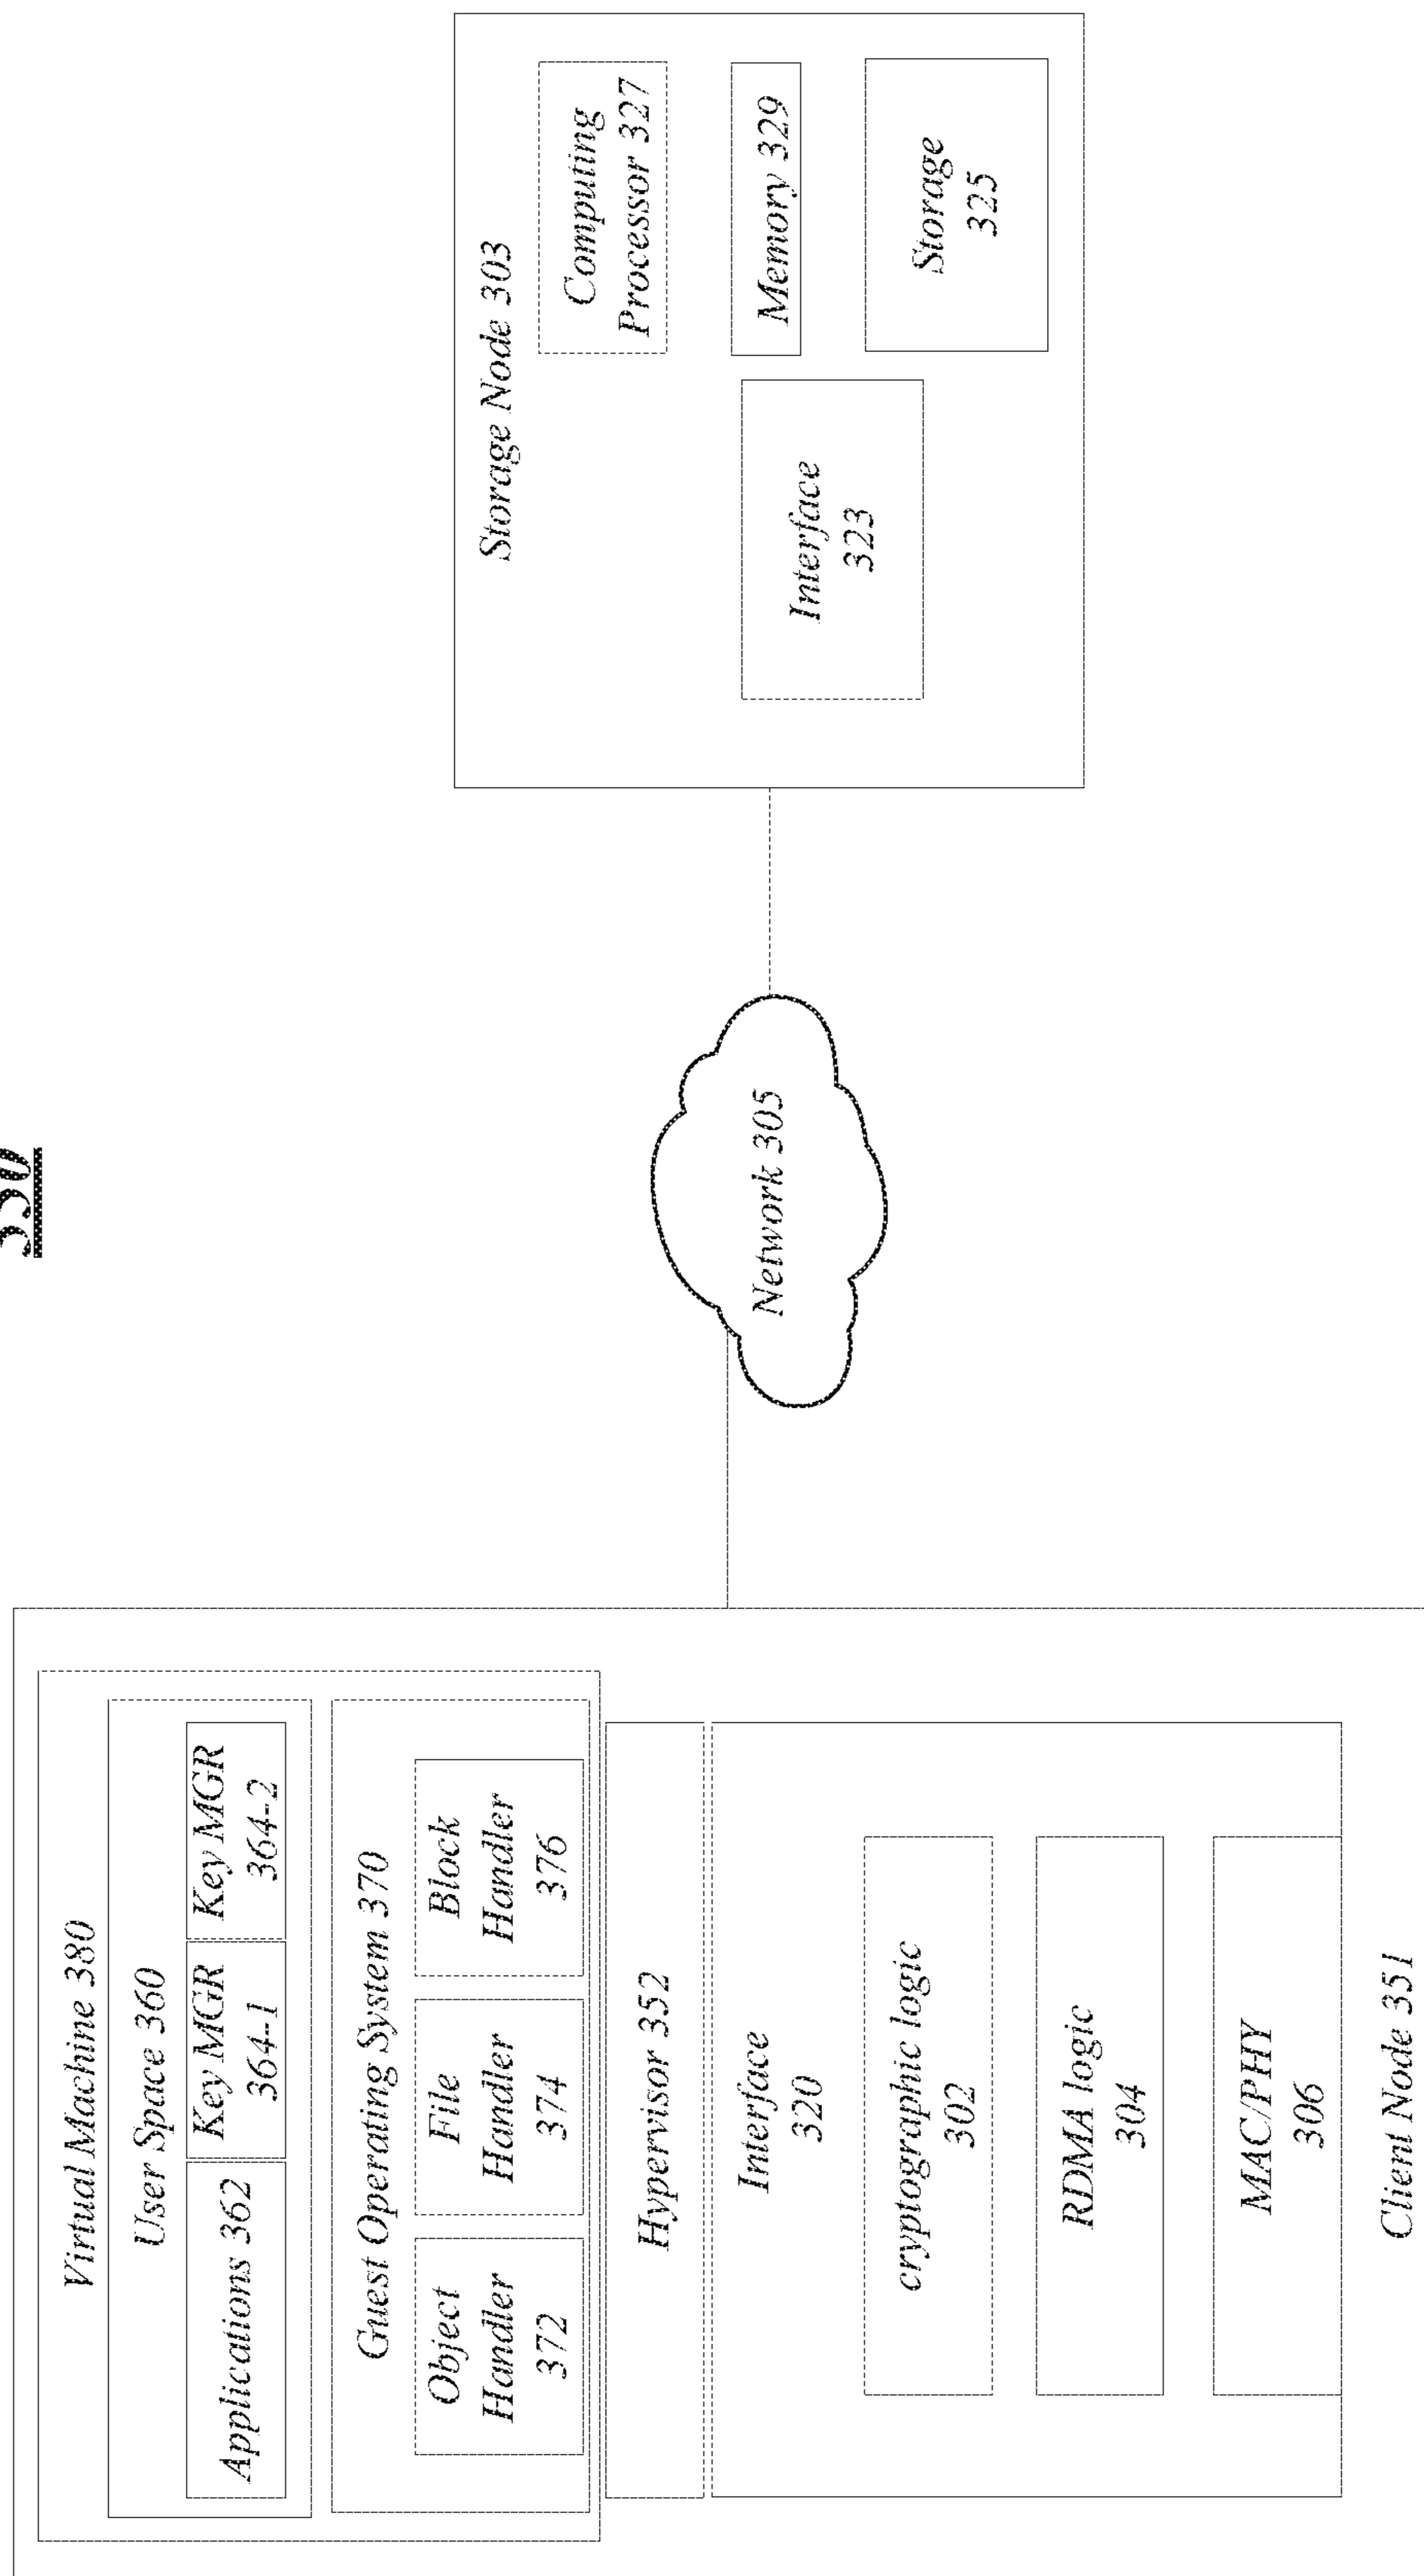 Virtual Machine 380
User Space 360
Applications 362
Key MGR
364-1
Key MGR
364-2
Guest Operating System 370
Object
Handler
372
File
Handler
374
Block
Handler
376
Hypervisor 352
Interface
320
cryptographic logic
302
RDMA logic
304
MAC/PHY
306
Client Node 351
Network 305
Storage Node 303
Computing
Processor 327
Memory 329
Interface
323
Storage
325